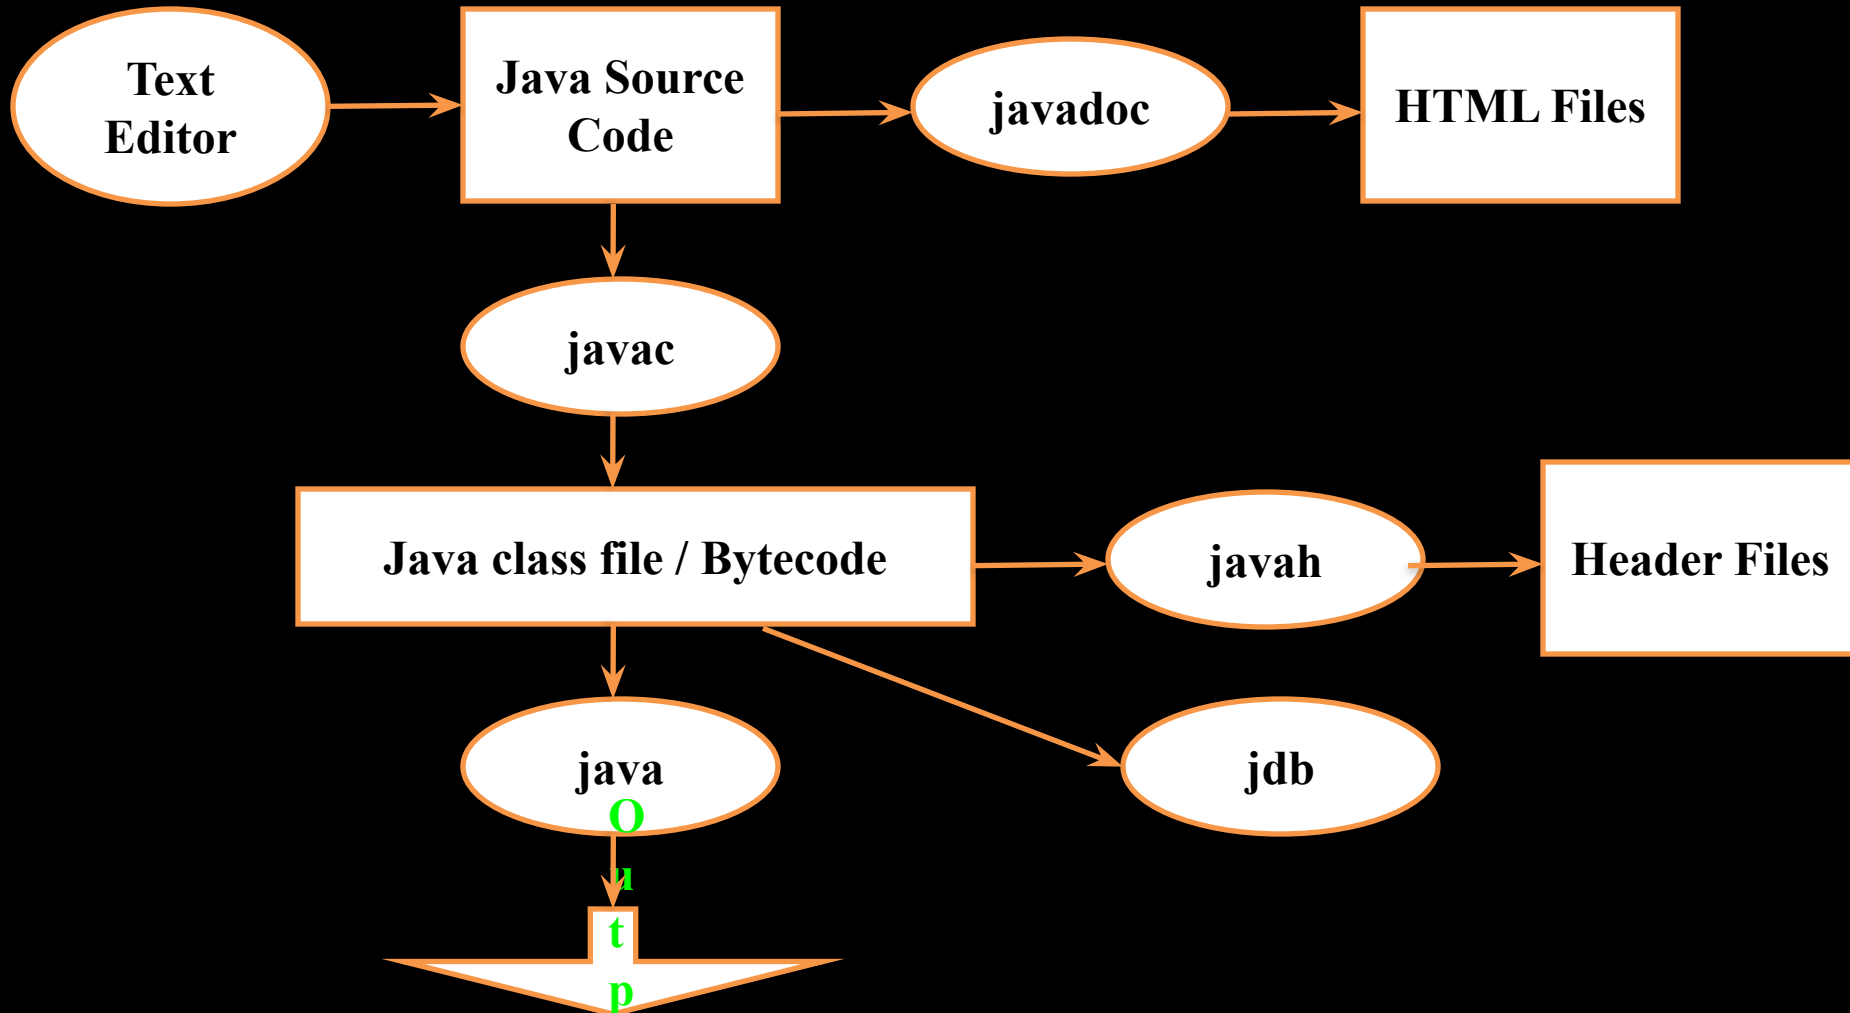 Text
Editor
Java Source
Code
javadoc
HTML Files
javac
Java class file / Bytecode
javah
Header Files
java
jdb
O
u
t
p